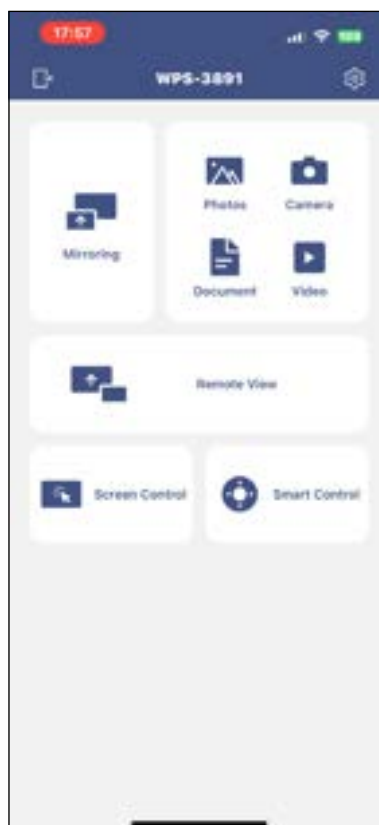 17:57
WPS-3891
Mirroring
Photos
Camera
Document
Video
Remote View
Screen Control
Smart Control